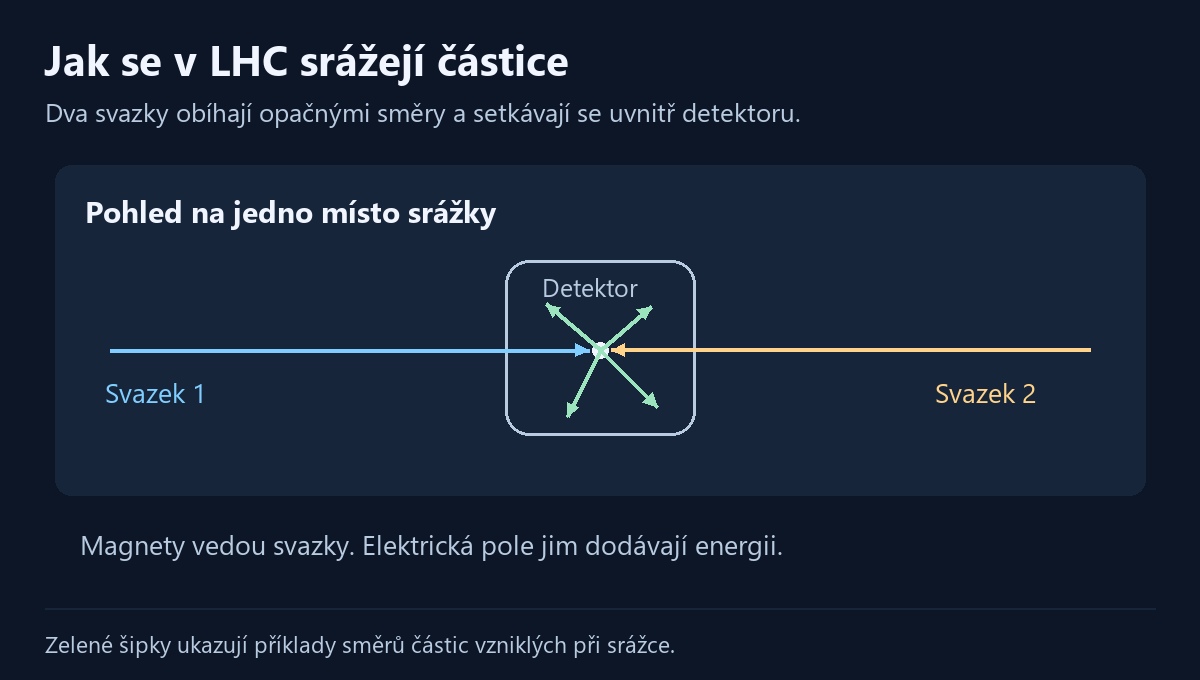 Jak se v LHC srážejí částice
Dva svazky obíhají opačnými směry a setkávají se uvnitř detektoru.
Pohled na jedno místo srážky
Detektor
Svazek 1
Svazek 2
Magnety vedou svazky. Elektrická pole jim dodávají energii.
Zelené šipky ukazují příklady směrů částic vzniklých při srážce.